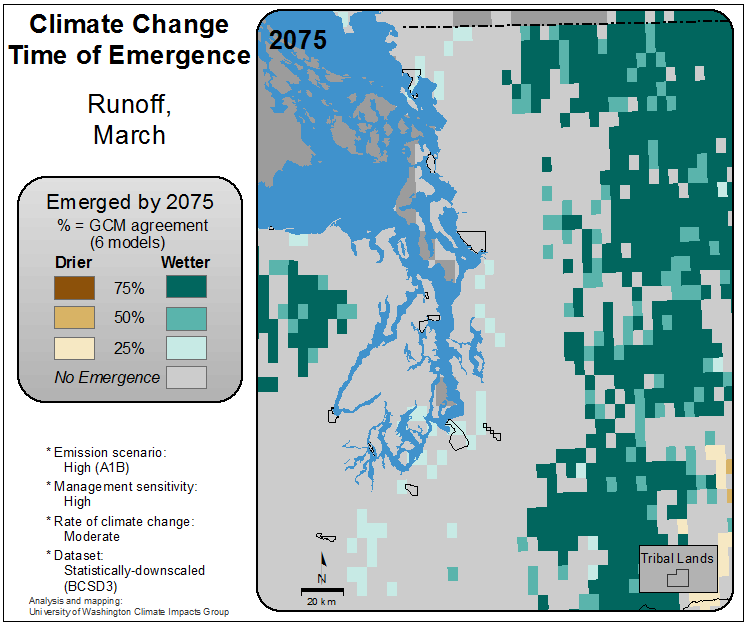 Climate Change
Time of Emergence
Runoff,
March
Emerged by 2075
% = GCM agreement
(6 models)
Drier Wetter
75%
50%
25%
No Emergence
* Emission scenario:
High (A1B)
* Management sensitivity:
High
* Rate of climate change:
Moderate
* Dataset:
Statistically-downscaled
(BCSD3)
Analysis and mapping:
University of Washington Climate Impacts Group
2075
N
20 km
Tribal Lands